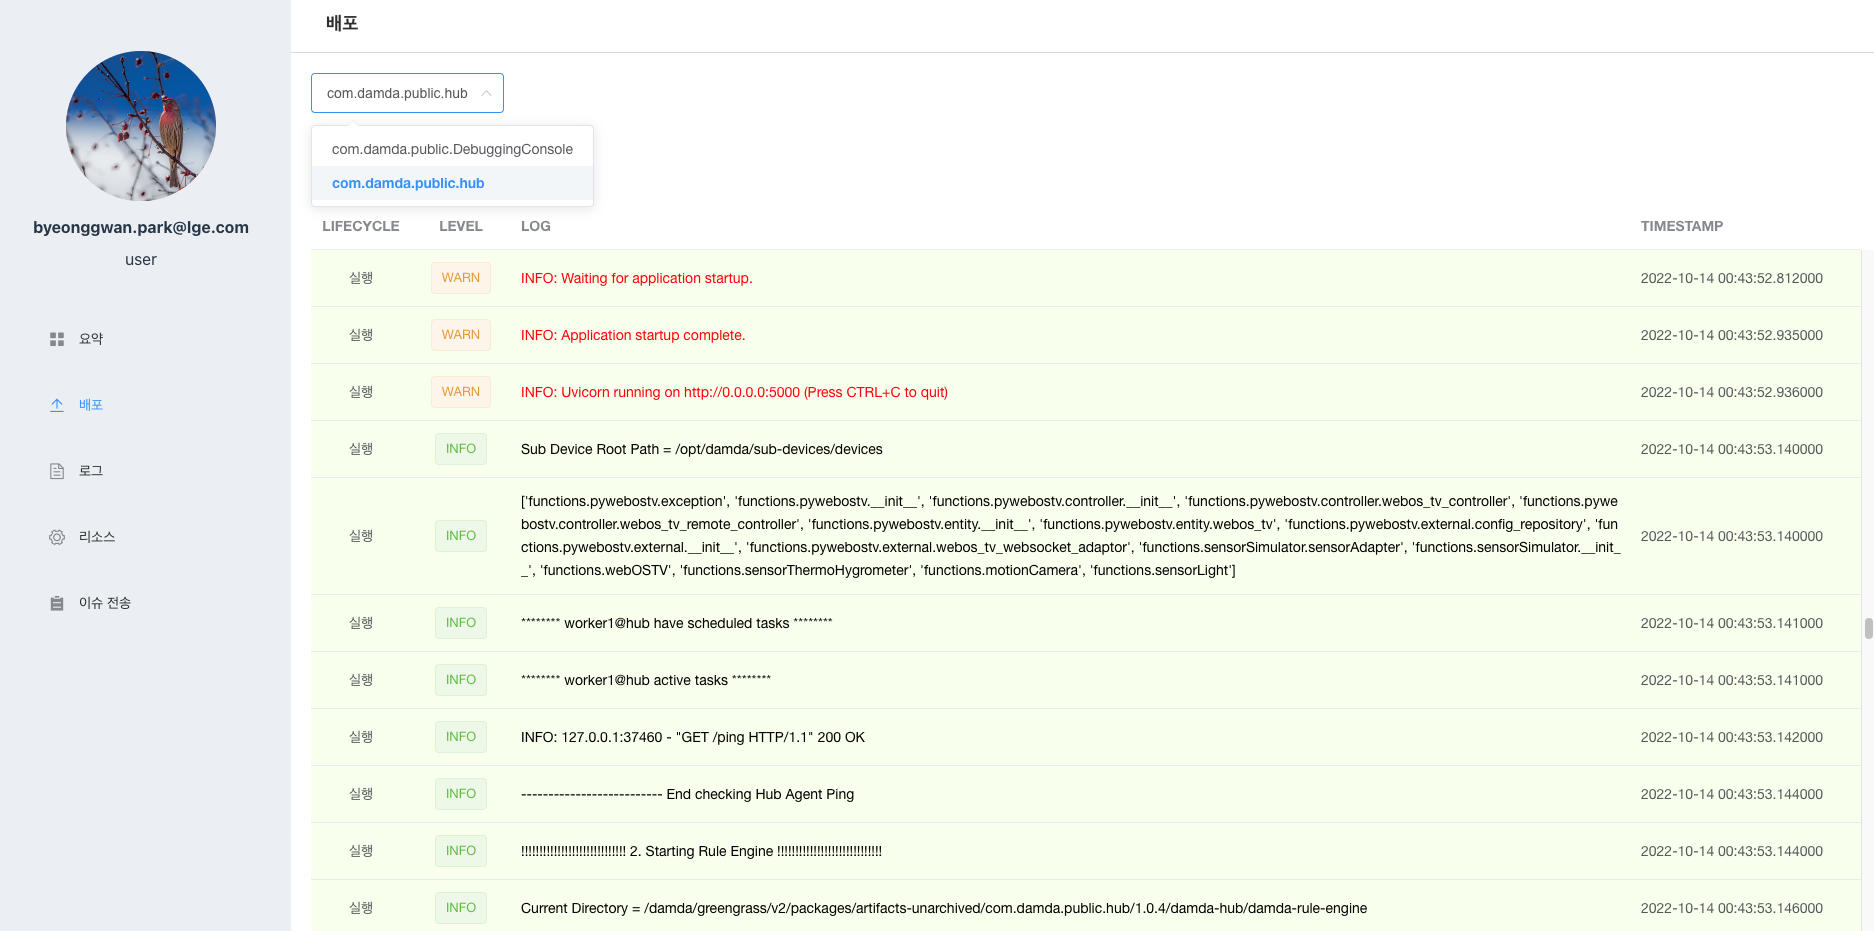 배포
com.damda.public.hub
com.damda.public.DebuggingConsole
com.damda.public.hub
byeonggwan.park@lge.com
user
요약
배포
로그
리소스
이슈 전송
LIFECYCLE LEVEL LOG TIMESTAMP
실행 WARN INFO: Waiting for application startup. 2022-10-14 00:43:52.812000
실행 WARN INFO: Application startup complete. 2022-10-14 00:43:52.935000
실행 WARN INFO: Uvicorn running on http://0.0.0.0:5000 (Press CTRL+C to quit) 2022-10-14 00:43:52.936000
실행 INFO Sub Device Root Path = /opt/damda/sub-devices/devices 2022-10-14 00:43:53.140000
['functions.pywebostv.exception', 'functions.pywebostv.__init__', 'functions.pywebostv.controller.__init__', 'functions.pywebostv.controller.webos_tv_controller', 'functions.pywe
bostv.controller.webos_tv_remote_controller', 'functions.pywebostv.entity.__init__', 'functions.pywebostv.entity.webos_tv', 'functions.pywebostv.external.config_repository', 'fun
실행 INFO 2022-10-14 00:43:53.140000
ctions.pywebostv.external.__init__', 'functions.pywebostv.external.webos_tv_websocket_adaptor', 'functions.sensorSimulator.sensorAdapter', 'functions.sensorSimulator.__init_
_', 'functions.webOSTV', 'functions.sensorThermoHygrometer', 'functions.motionCamera', 'functions.sensorLight']
실행 INFO ******** worker1@hub have scheduled tasks ******** 2022-10-14 00:43:53.141000
실행 INFO ******** worker1@hub active tasks ******** 2022-10-14 00:43:53.141000
실행 INFO INFO: 127.0.0.1:37460 - "GET /ping HTTP/1.1" 200 OK 2022-10-14 00:43:53.142000
실행 INFO -------------------------- End checking Hub Agent Ping 2022-10-14 00:43:53.144000
실행 INFO !!!!!!!!!!!!!!!!!!!!!!!!!!!!! 2. Starting Rule Engine !!!!!!!!!!!!!!!!!!!!!!!!!!!!! 2022-10-14 00:43:53.144000
실행 INFO Current Directory = /damda/greengrass/v2/packages/artifacts-unarchived/com.damda.public.hub/1.0.4/damda-hub/damda-rule-engine 2022-10-14 00:43:53.146000